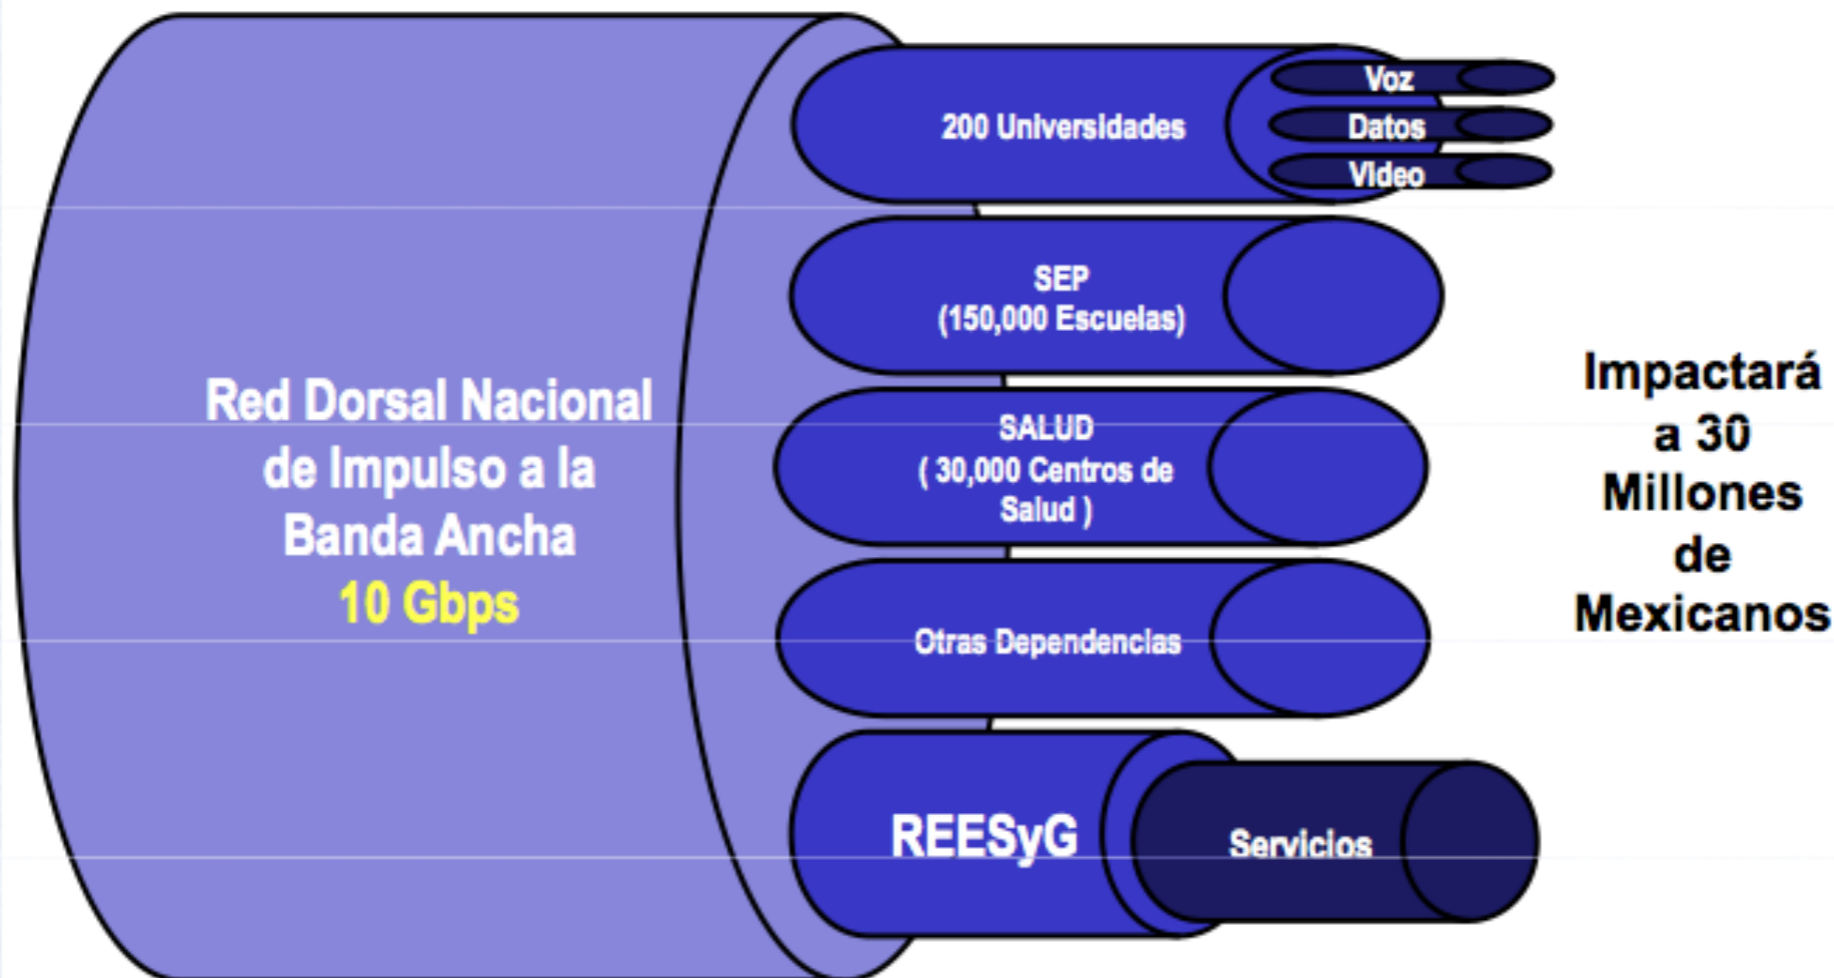 Red Dorsal Nacional
de Impulso a la
Banda Ancha
10 Gbps
200 Universidades
Voz
Datos
Video
SEP
(150,000 Escuelas)
SALUD
( 30,000 Centros de
Salud )
Otras Dependencias
REESyG
Servicios
Impactará
a 30
Millones
de
Mexicanos